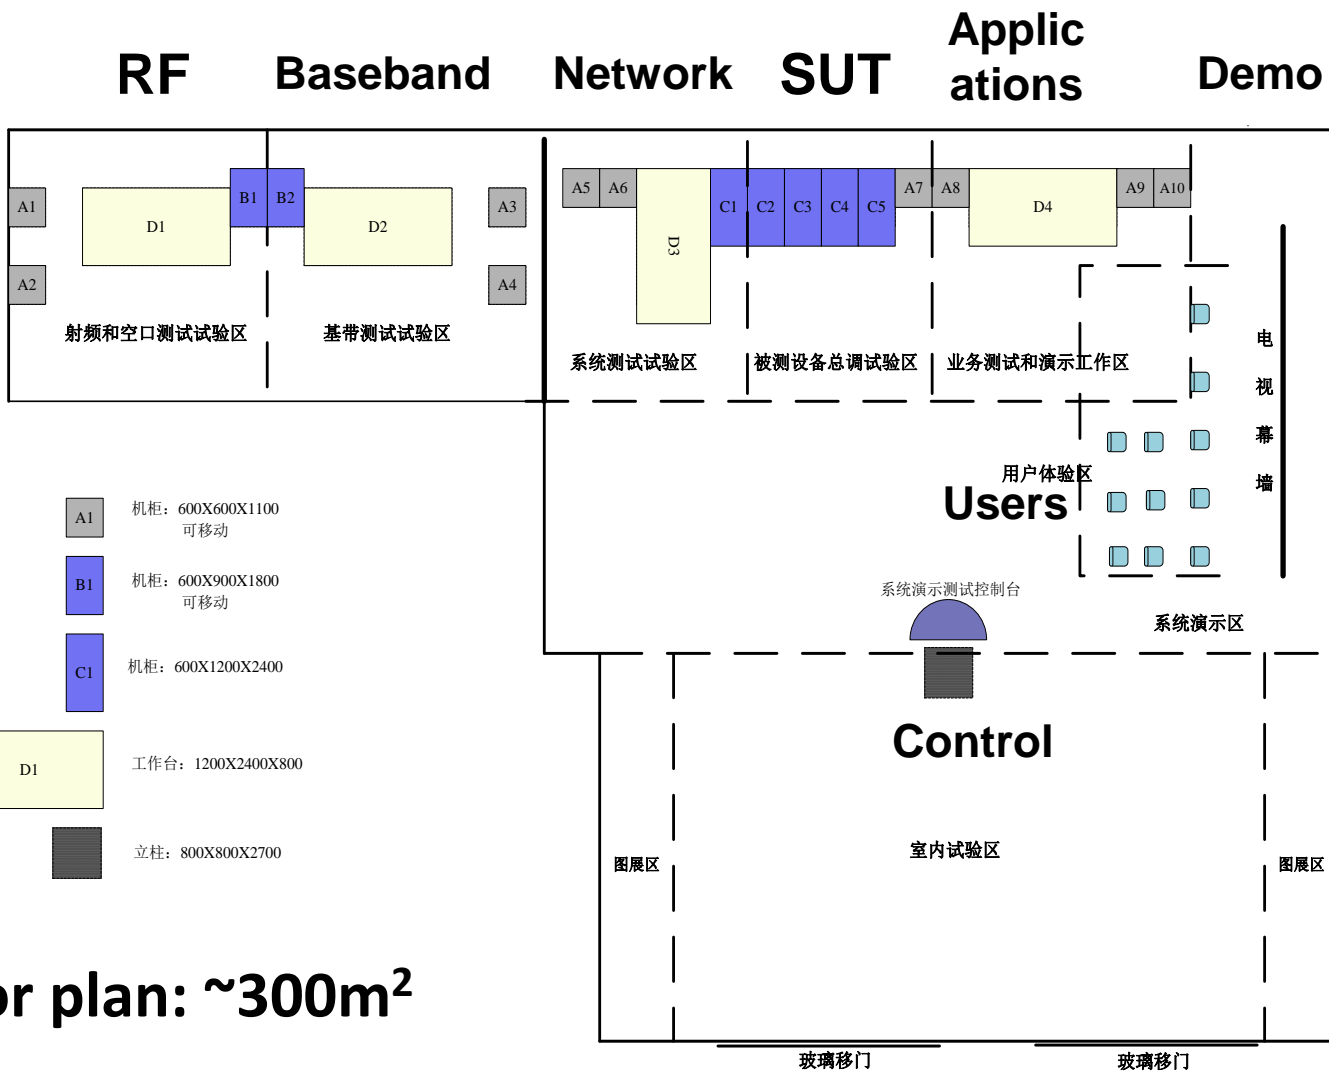 RF
Baseband
Network
SUT
Applic
ations
Demo
A1
A2
D1
B1
B2
D2
A3
A4
A5
A6
D3
C1
C2
C3
C4
C5
A7
A8
D4
A9
A10
射频和空口测试试验区
基带测试试验区
系统测试试验区
被测设备总调试验区
业务测试和演示工作区
电
视
幕
墙
用户体验区
Users
系统演示测试控制台
系统演示区
A1
机柜：600X600X1100
可移动
B1
机柜：600X900X1800
可移动
C1
机柜：600X1200X2400
D1
工作台：1200X2400X800
立柱：800X800X2700
Control
图展区
室内试验区
图展区
or plan: ~300m²
玻璃移门
玻璃移门